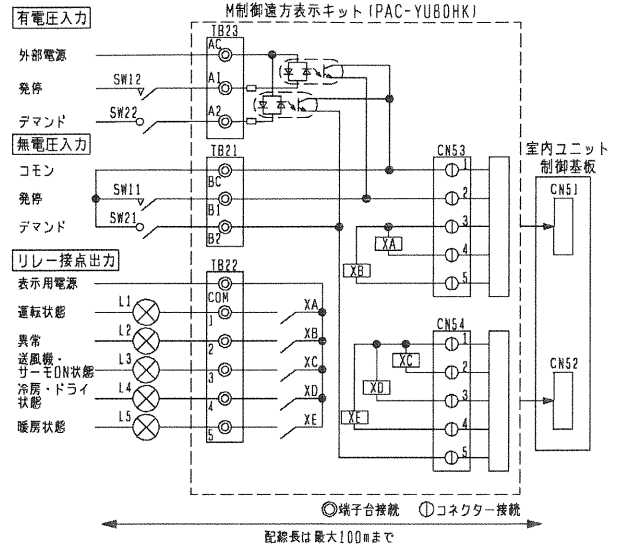 M制御遠方表示キット(PAC-YU80HK)
有電圧入力
TB23
AC
外部電源
A1
発停
SW12
A2
デマンド
SW22
無電圧入力
TB21
CN53
室内ユニット
制御基板
コモン
BC
1
CN51
発停
SW11
B1
2
デマンド
SW21
B2
3
XA
4
XB
5
リレー接点出力
TB22
表示用電源
COM
運転状態
L1
1
XA
CN54
異常
L2
2
XB
1
送風機・
サーモON状態
L3
3
XC
XC
2
CN52
冷房・ドライ
状態
L4
4
XD
XD
3
暖房状態
L5
5
XE
XE
4
5
◎端子台接続
コネクター接続
配線長は最大100mまで